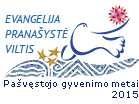 EVANGELIJA
PRANAŠYSTĖ
VILTIS
Pašvęstojo gyvenimo metai
2015